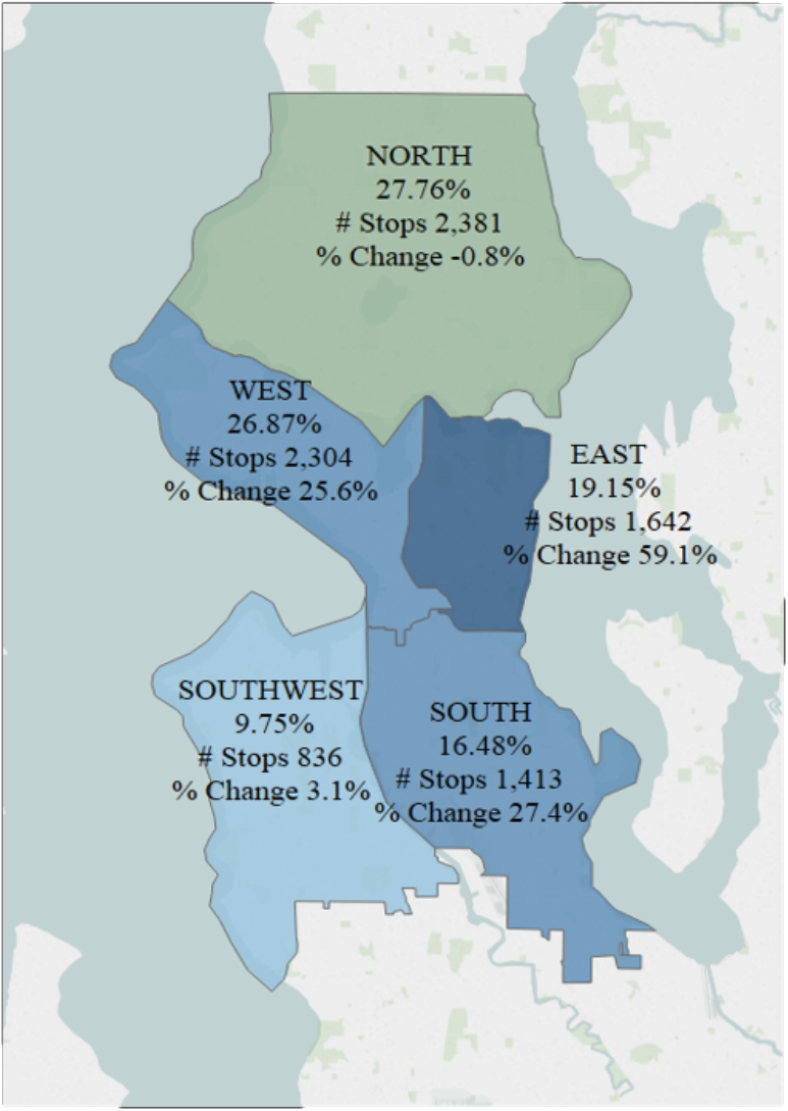 NORTH
27.76%
# Stops 2,381
% Change -0.8%
WEST
26.87%
# Stops 2,304
% Change 25.6%
EAST
19.15%
# Stops 1,642
% Change 59.1%
SOUTHWEST
9.75%
# Stops 836
% Change 3.1%
SOUTH
16.48%
# Stops 1,413
% Change 27.4%